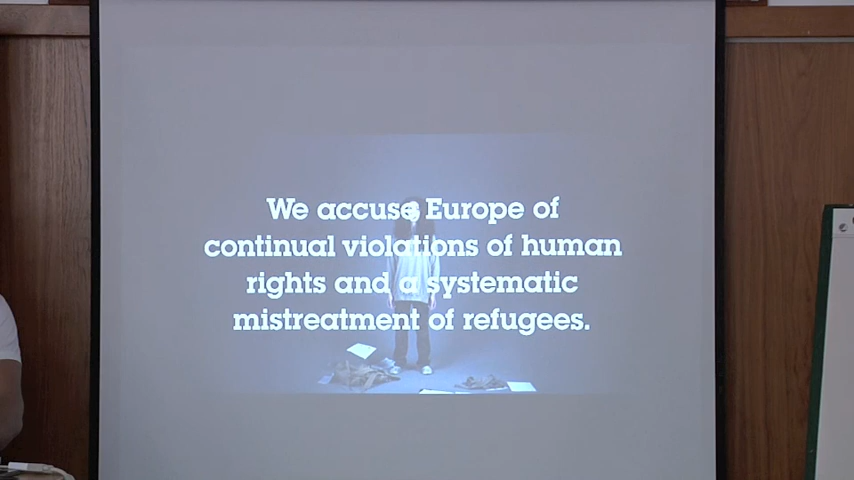 We accuse Europe of
continual violations of human
rights and a systematic
mistreatment of refugees.